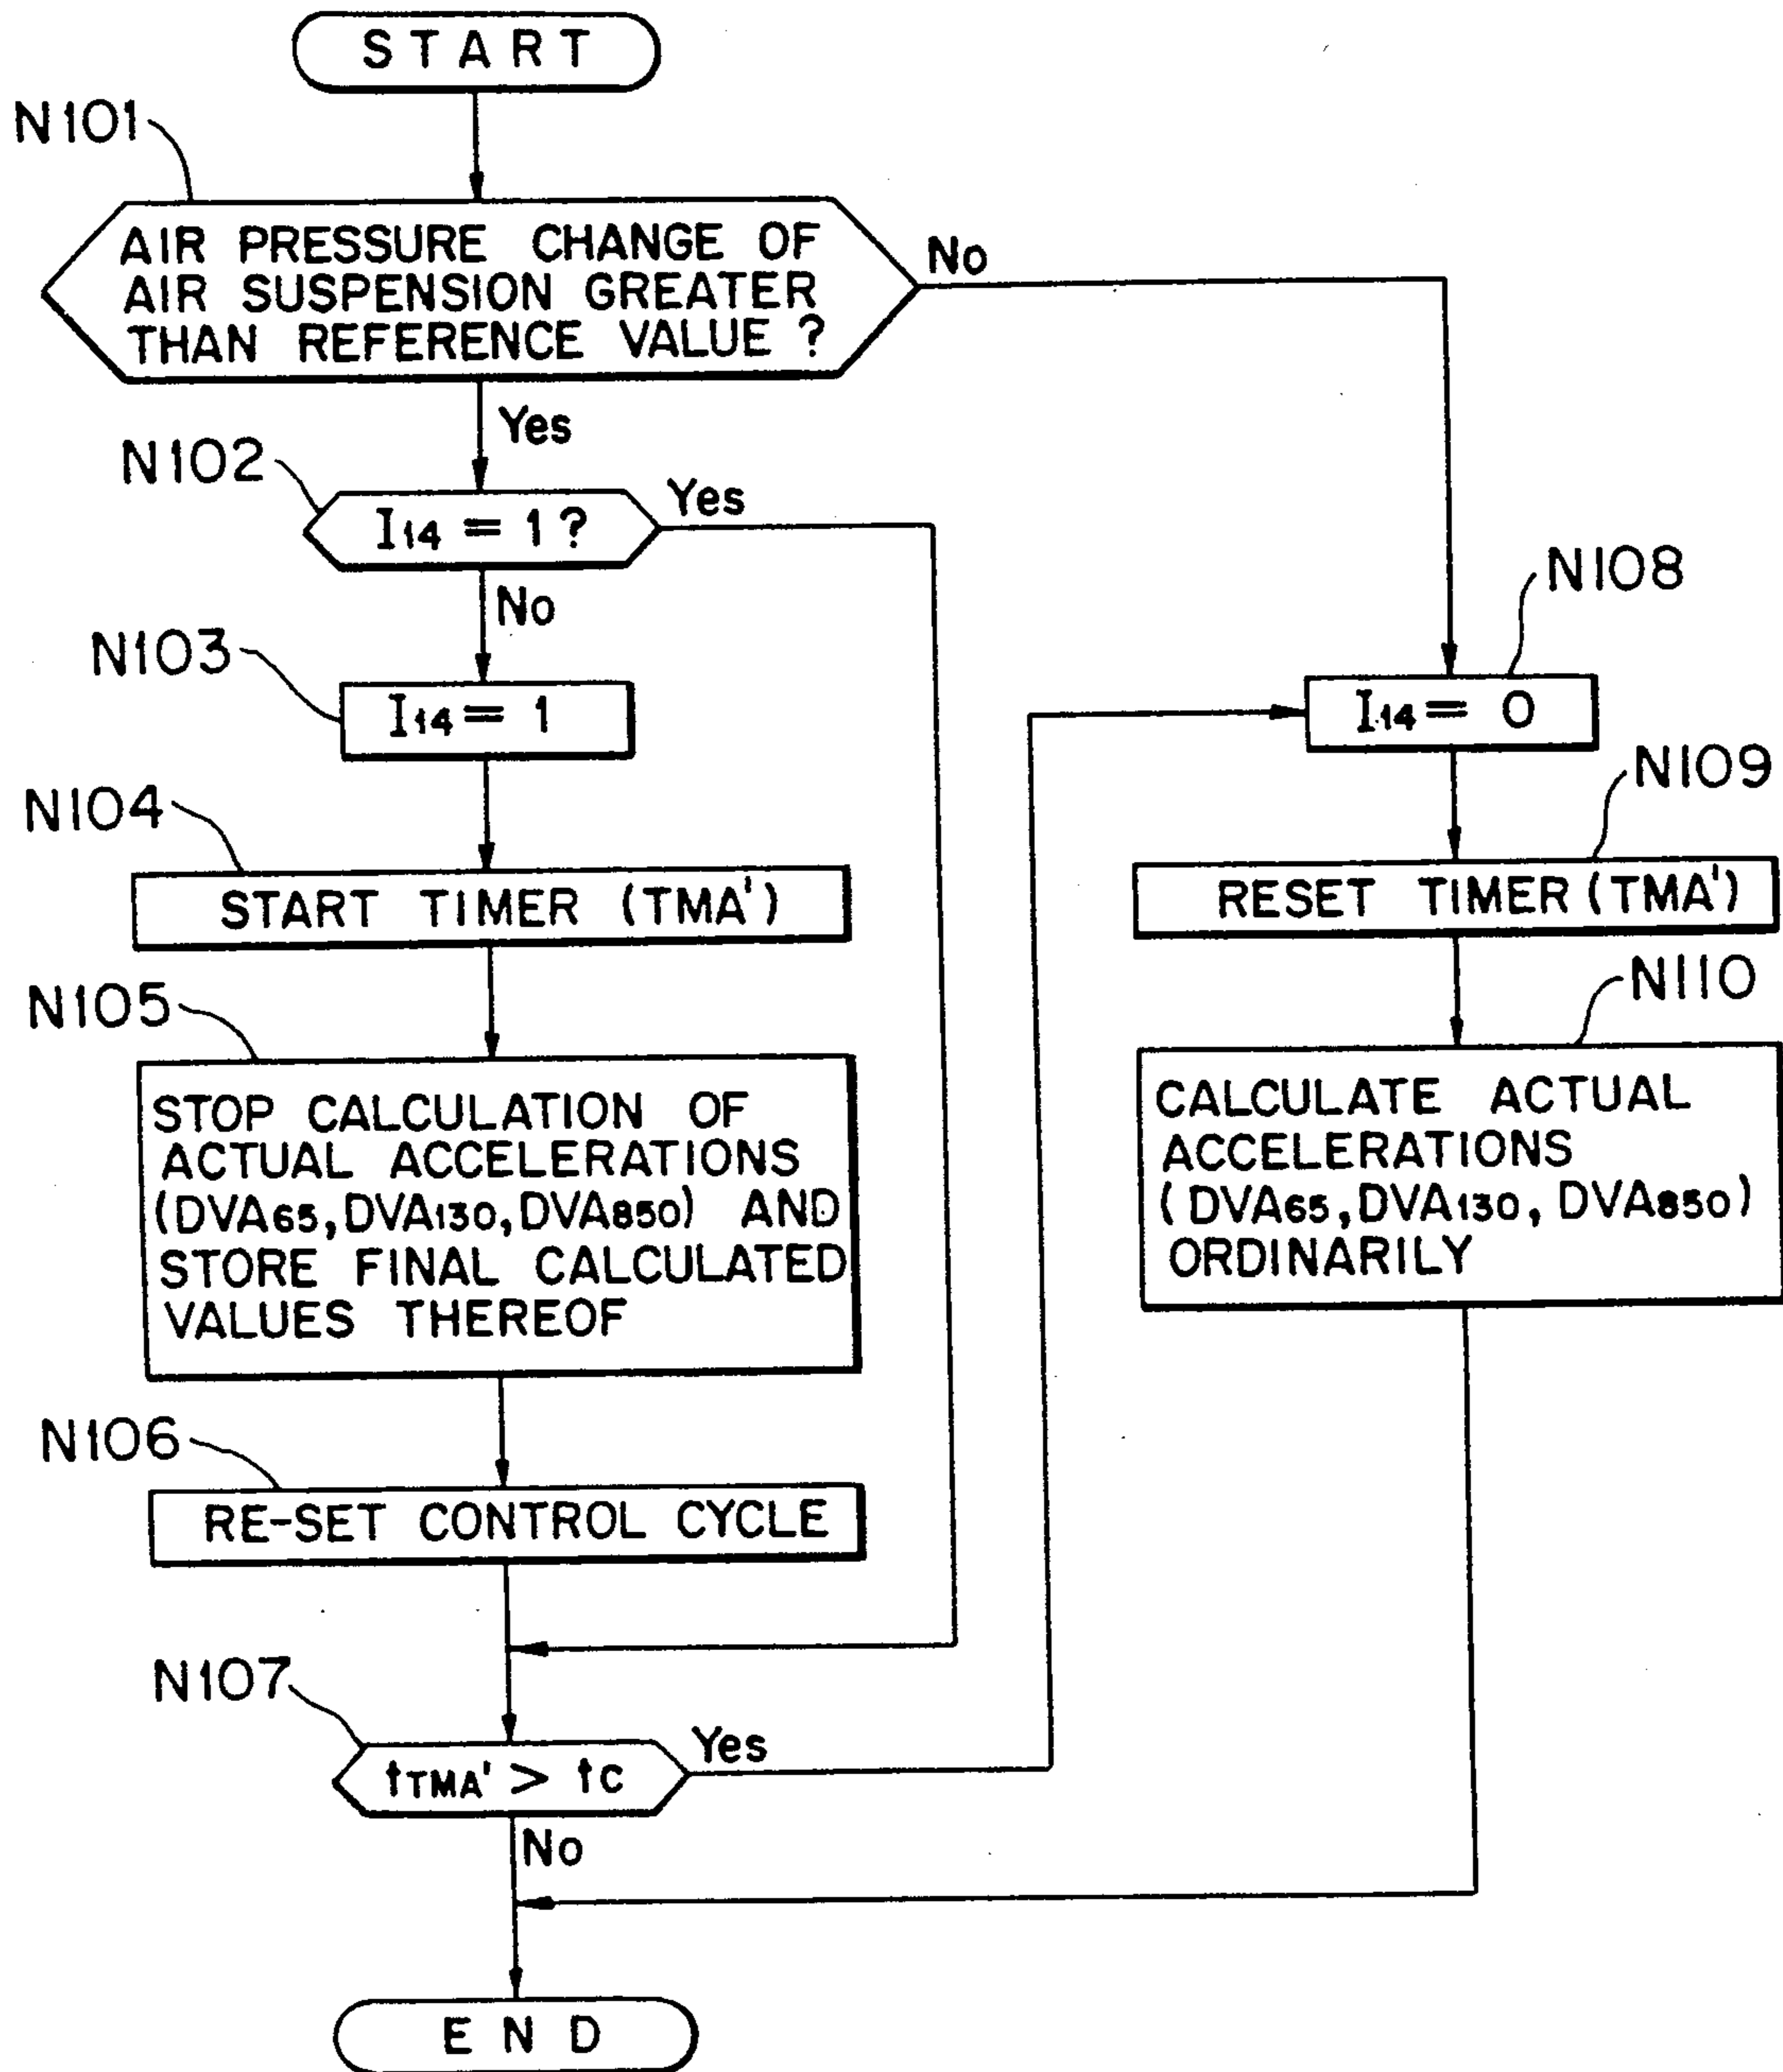 START
N101
AIR PRESSURE CHANGE OF
AIR SUSPENSION GREATER
THAN REFERENCE VALUE ?
No
Yes
N102
I14 = 1 ?
Yes
No
N103
I14 = 1
N104
START TIMER (TMA')
N105
STOP CALCULATION OF
ACTUAL ACCELERATIONS
(DVA65, DVA130, DVA850) AND
STORE FINAL CALCULATED
VALUES THEREOF
N106
RE-SET CONTROL CYCLE
N107
tTMA' > tC
Yes
No
N108
I14 = 0
N109
RESET TIMER (TMA')
N110
CALCULATE ACTUAL
ACCELERATIONS
(DVA65, DVA130, DVA850)
ORDINARILY
END